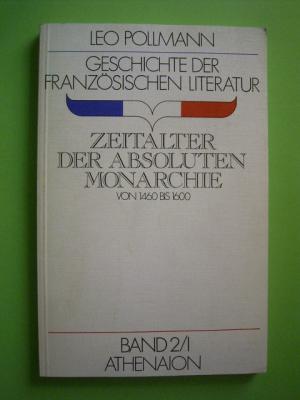 LEO POLLMANN
GESCHICHTE DER
FRANZÖSISCHEN LITERATUR
ZEITALTER
DER ABSOLUTEN
MONARCHIE
VON 1460 BIS 1600
BAND 2/I
ATHENAION